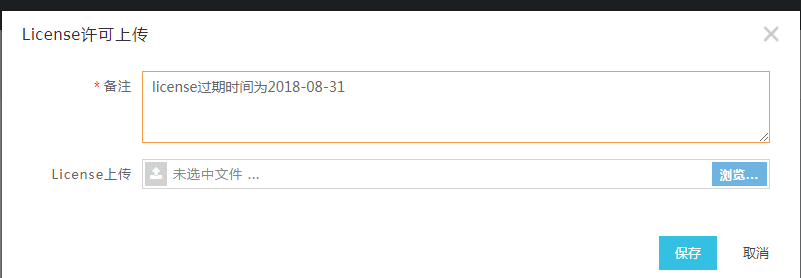 License许可上传
* 备注
license过期时间为2018-08-31
License上传
未选中文件 ...
浏览...
保存
取消